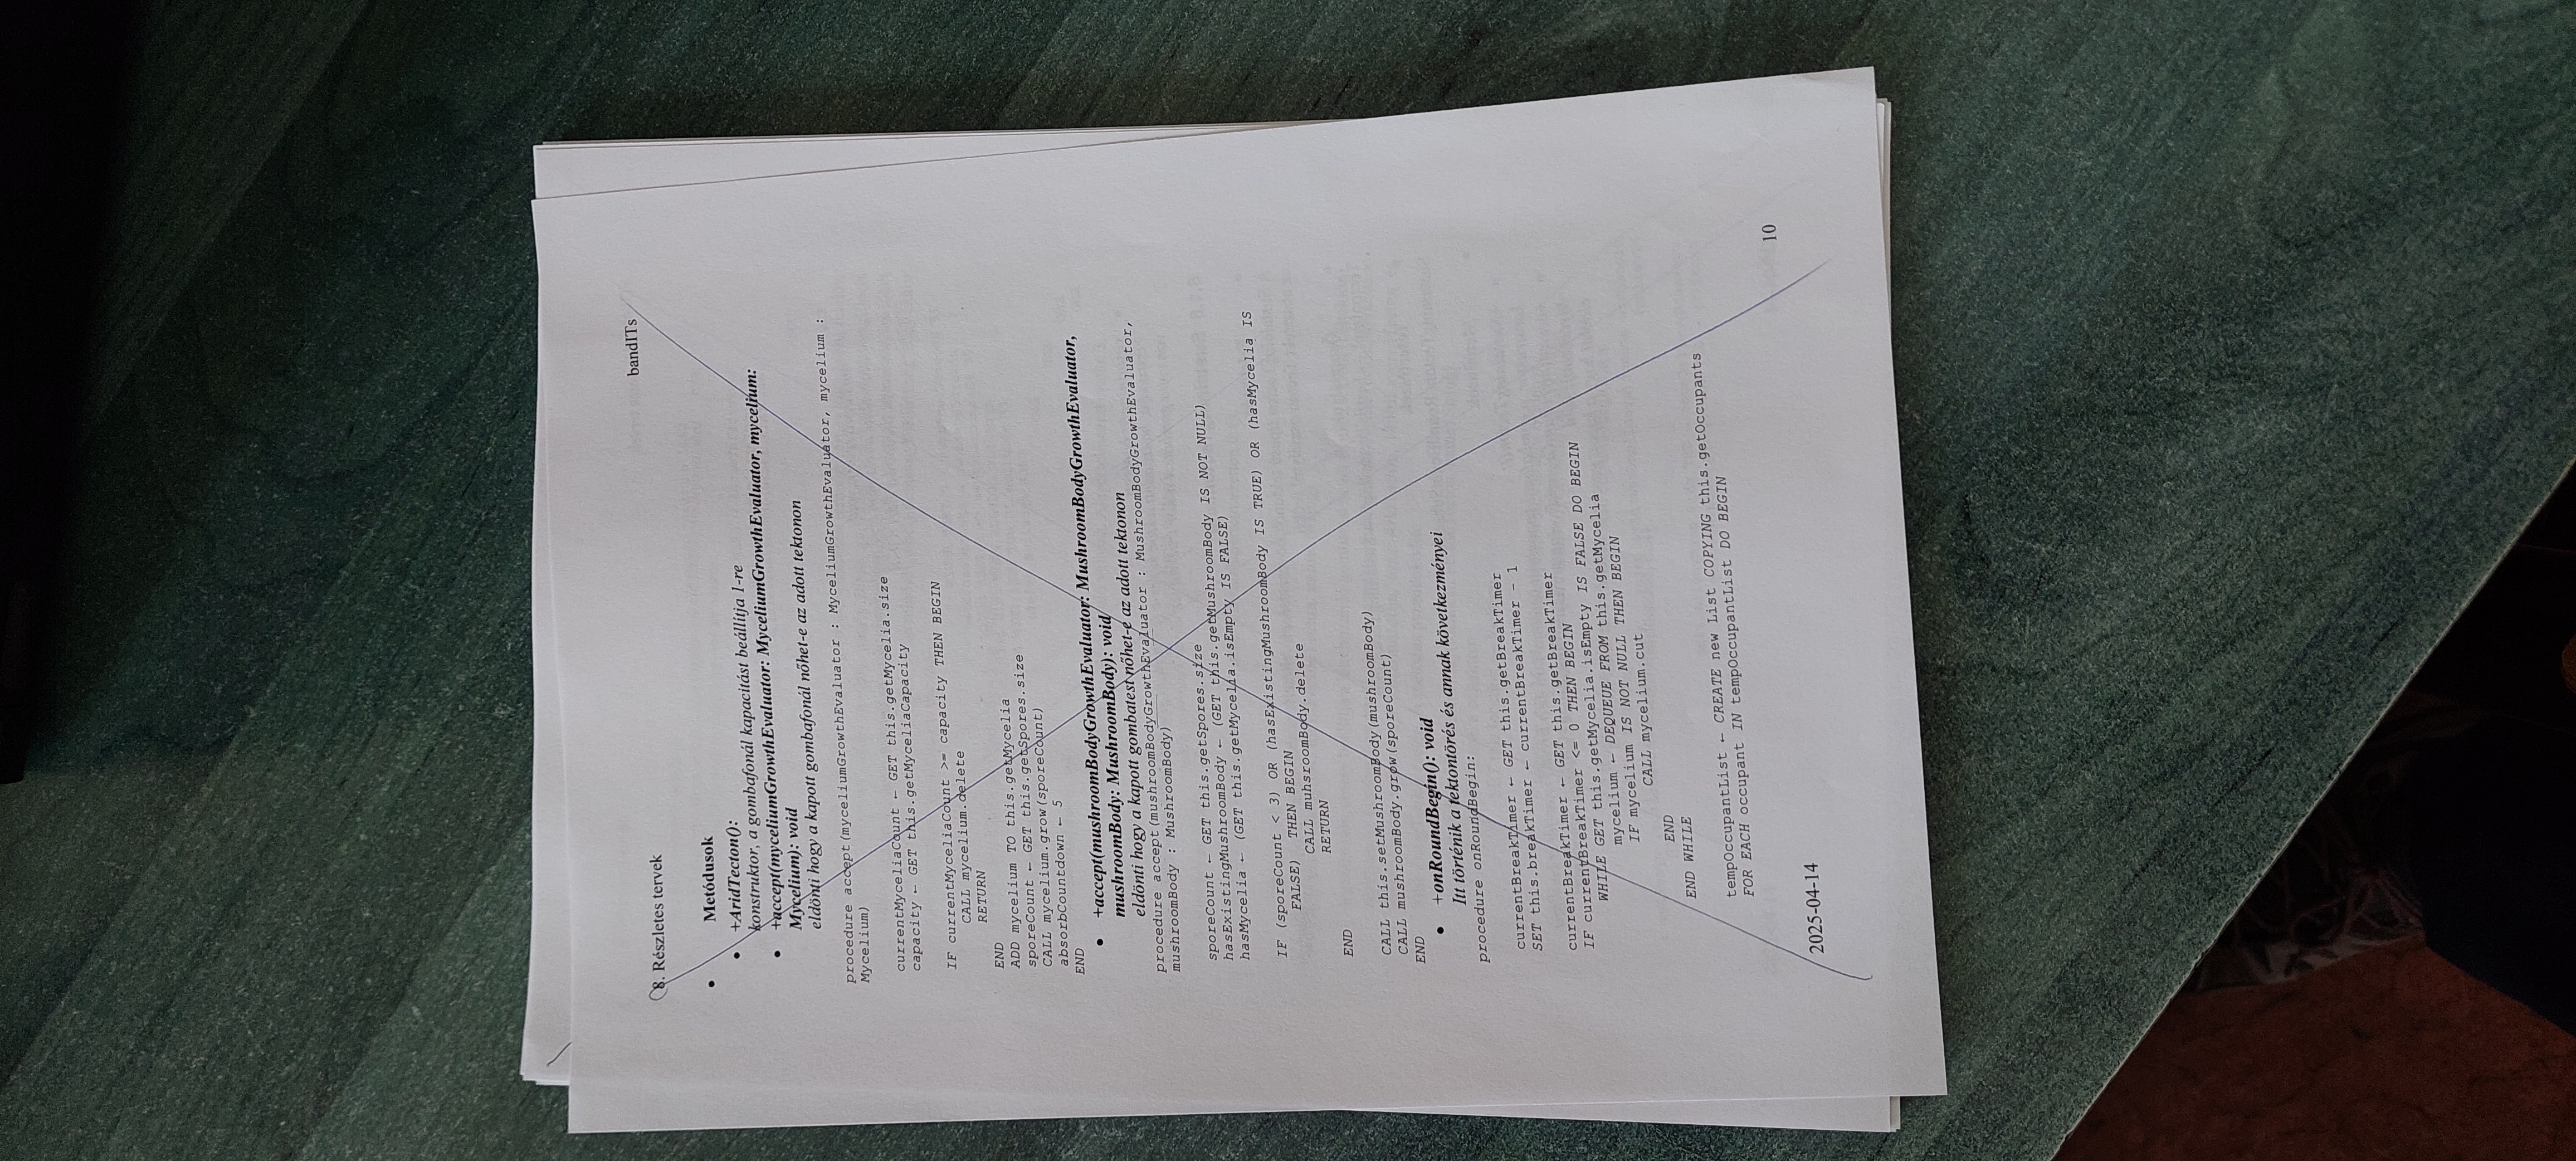 8. Részletes tervek bandITs
• Metódusok
• +AridTecton():
konstruktor, a gombafonál kapacitást beállítja 1-re
• +accept(myceliumGrowthEvaluator: MyceliumGrowthEvaluator, mycelium:
Mycelium): void
eldönti hogy a kapott gombafonál nőhet-e az adott tektonon
procedure accept(myceliumGrowthEvaluator : MyceliumGrowthEvaluator, mycelium :
Mycelium)
currentMyceliaCount ← GET this.getMycelia.size
capacity ← GET this.getMyceliaCapacity
IF currentMyceliaCount >= capacity THEN BEGIN
CALL mycelium.delete
RETURN
END
ADD mycelium TO this.getMycelia
sporeCount ← GET this.getSpores.size
CALL mycelium.grow(sporeCount)
absorbCountdown ← 5
END
• +accept(mushroomBodyGrowthEvaluator: MushroomBodyGrowthEvaluator,
mushroomBody: MushroomBody): void
eldönti hogy a kapott gombatest nőhet-e az adott tektonon
procedure accept(mushroomBodyGrowthEvaluator : MushroomBodyGrowthEvaluator,
mushroomBody : MushroomBody)
sporeCount ← GET this.getSpores.size
hasExistingMushroomBody ← (GET this.getMushroomBody IS NOT NULL)
hasMycelia ← (GET this.getMycelia.isEmpty IS FALSE)
IF (sporeCount < 3) OR (hasExistingMushroomBody IS TRUE) OR (hasMycelia IS
FALSE) THEN BEGIN
CALL muhsroomBody.delete
RETURN
END
CALL this.setMushroomBody(mushroomBody)
CALL mushroomBody.grow(sporeCount)
END
• +onRoundBegin(): void
Itt történik a tektontörés és annak következményei
procedure onRoundBegin:
currentBreakTimer ← GET this.getBreakTimer
SET this.breakTimer ← currentBreakTimer - 1
currentBreakTimer ← GET this.getBreakTimer
IF currentBreakTimer <= 0 THEN BEGIN
WHILE GET this.getMycelia.isEmpty IS FALSE DO BEGIN
mycelium ← DEQUEUE FROM this.getMycelia
IF mycelium IS NOT NULL THEN BEGIN
CALL mycelium.cut
END
END WHILE
tempOccupantList ← CREATE new List COPYING this.getOccupants
FOR EACH occupant IN tempOccupantList DO BEGIN
2025-04-14 10